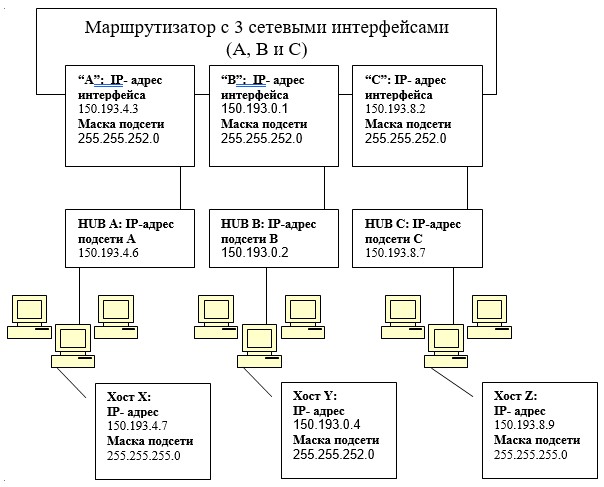 Маршрутизатор с 3 сетевыми интерфейсами
(А, В и С)
“А”: IP- адрес
интерфейса
150.193.4.3
Маска подсети
255.255.252.0
“В”: IP- адрес
интерфейса
150.193.0.1
Маска подсети
255.255.252.0
“С”: IP- адрес
интерфейса
150.193.8.2
Маска подсети
255.255.252.0
HUB A: IP-адрес
подсети А
150.193.4.6
HUB B: IP-адрес
подсети В
150.193.0.2
HUB C: IP-адрес
подсети С
150.193.8.7
Хост X:
IP- адрес
150.193.4.7
Маска подсети
255.255.255.0
Хост Y:
IP- адрес
150.193.0.4
Маска подсети
255.255.252.0
Хост Z:
IP- адрес
150.193.8.9
Маска подсети
255.255.255.0